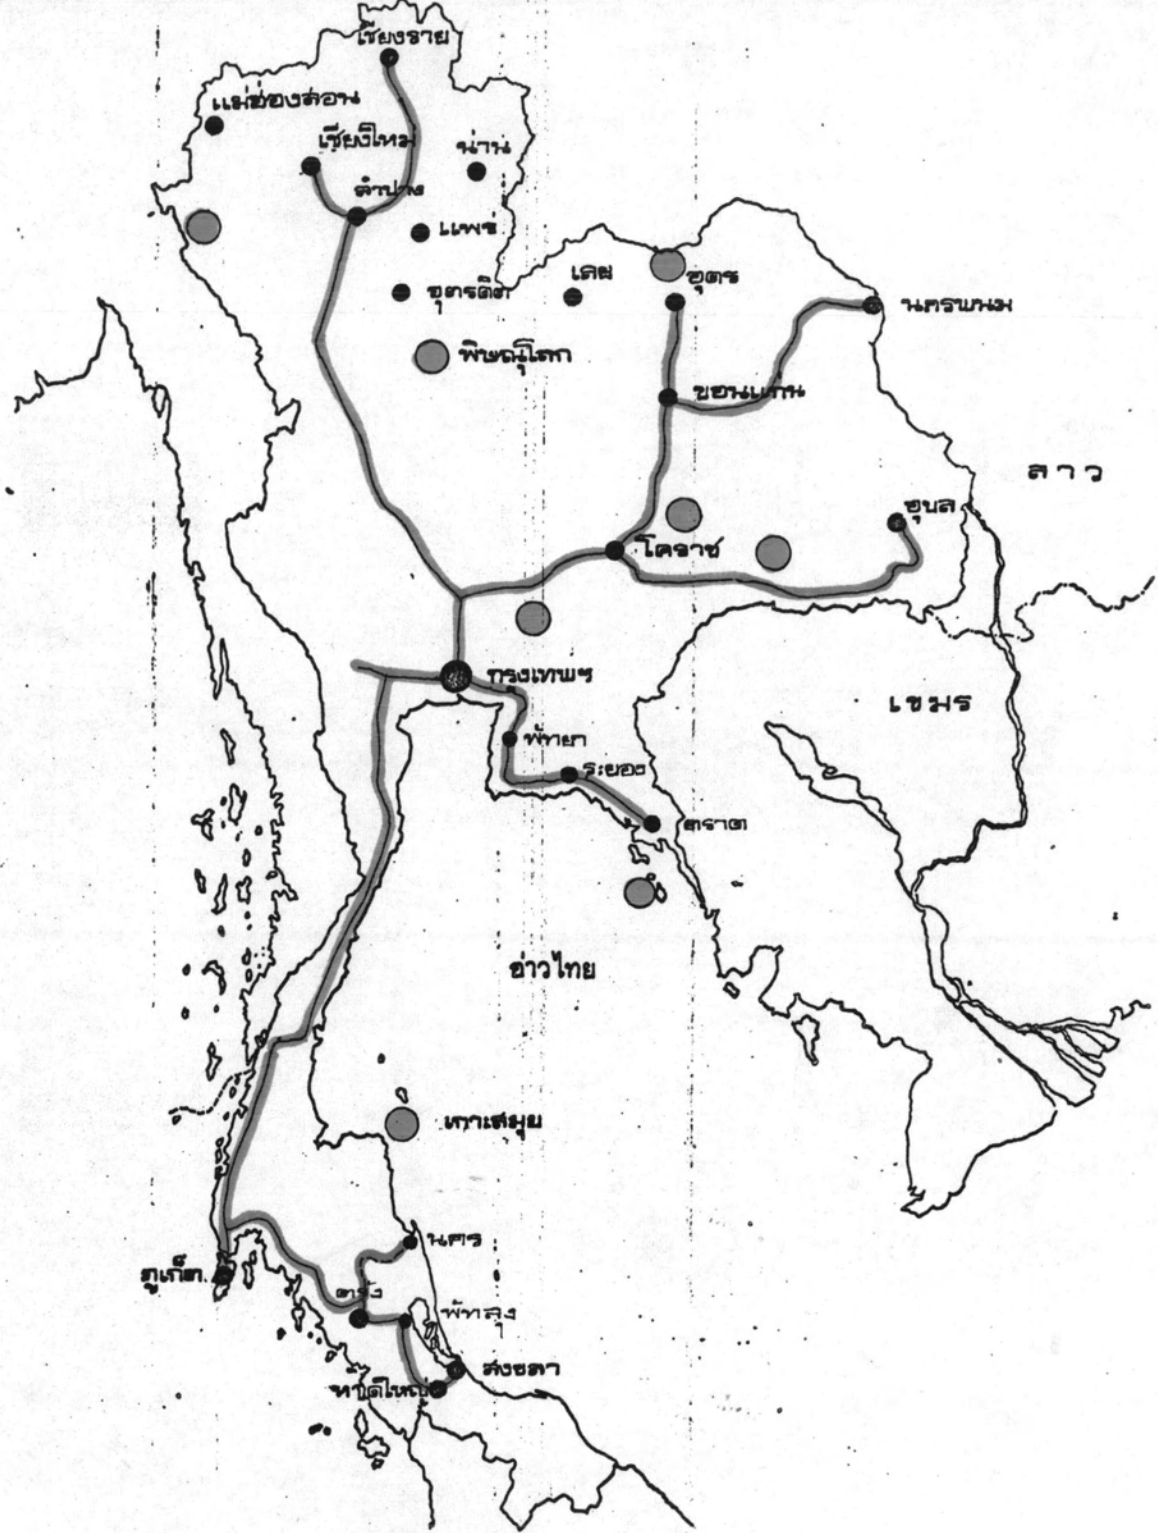 เชียงราย
แม่ฮ่องสอน
เชียงใหม่
น่าน
ลำปาง
แพร่
เลย
อุดร
อุตรดิต
นครพนม
พิษณุโลก
ขอนแก่น
ลาว
อุบล
โคราช
กรุงเทพฯ
เขมร
พัทยา
ระยอง
ตราด
อ่าวไทย
เกาะสมุย
นคร
ภูเก็ต
ตรัง
พัทลุง
สงขลา
หาดใหญ่